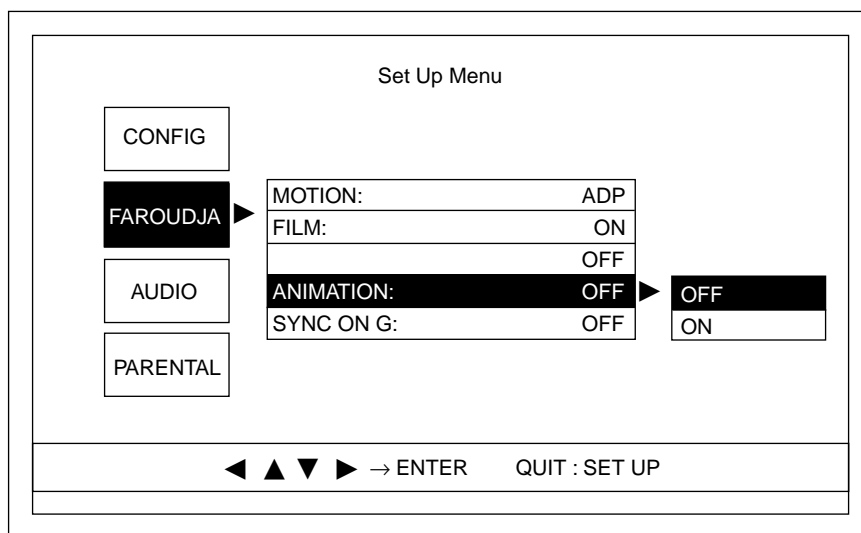 Set Up Menu
CONFIG
FAROUDJA
AUDIO
PARENTAL
MOTION: ADP
FILM: ON
OFF
ANIMATION: OFF
SYNC ON G: OFF
OFF
ON
◀ ▲ ▼ ▶ → ENTER QUIT : SET UP